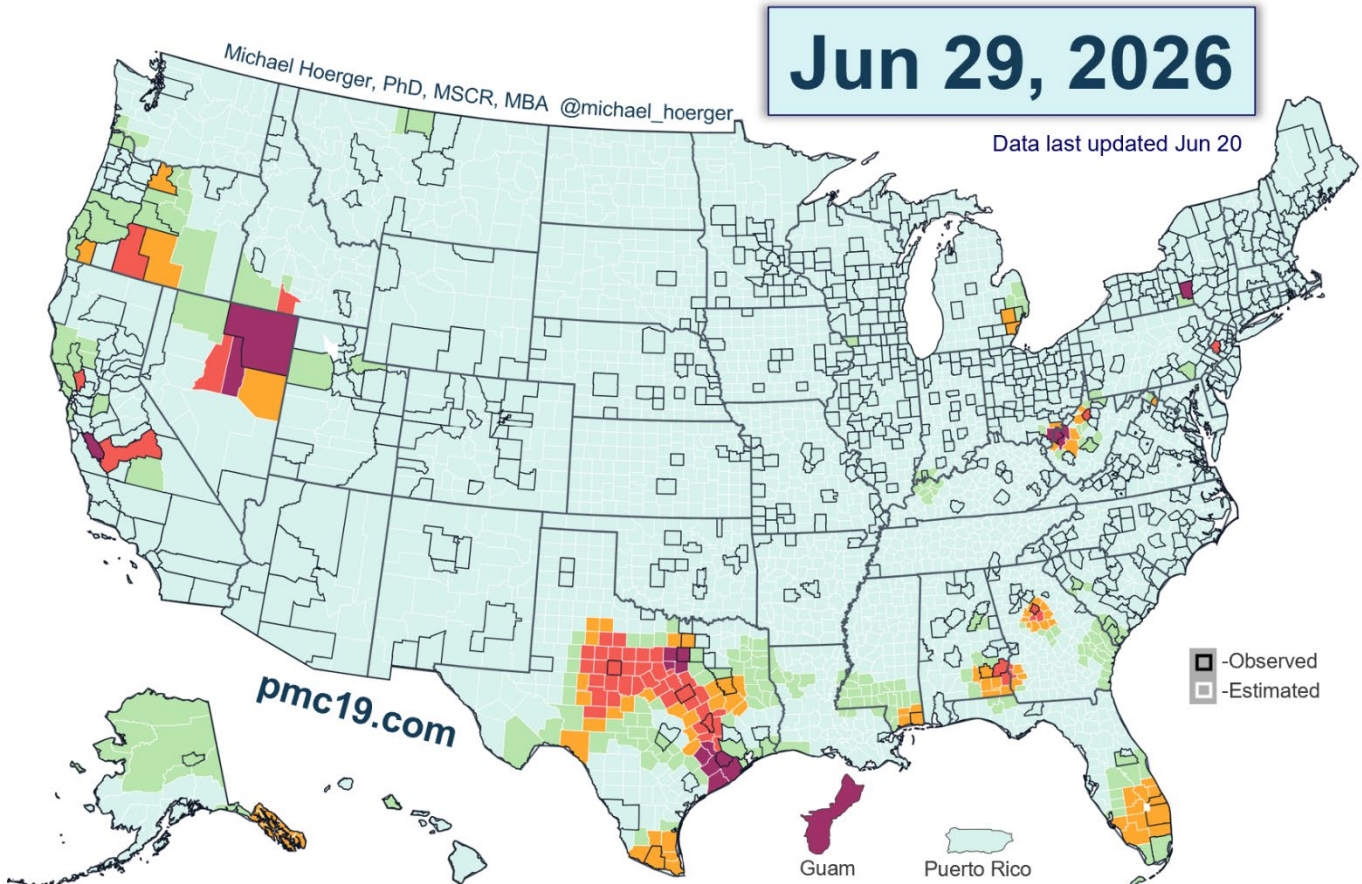 Jun 29, 2026
Michael Hoerger, PhD, MSCR, MBA @michael_hoerger
Data last updated Jun 20
-Observed
-Estimated
pmc19.com
Guam
Puerto Rico